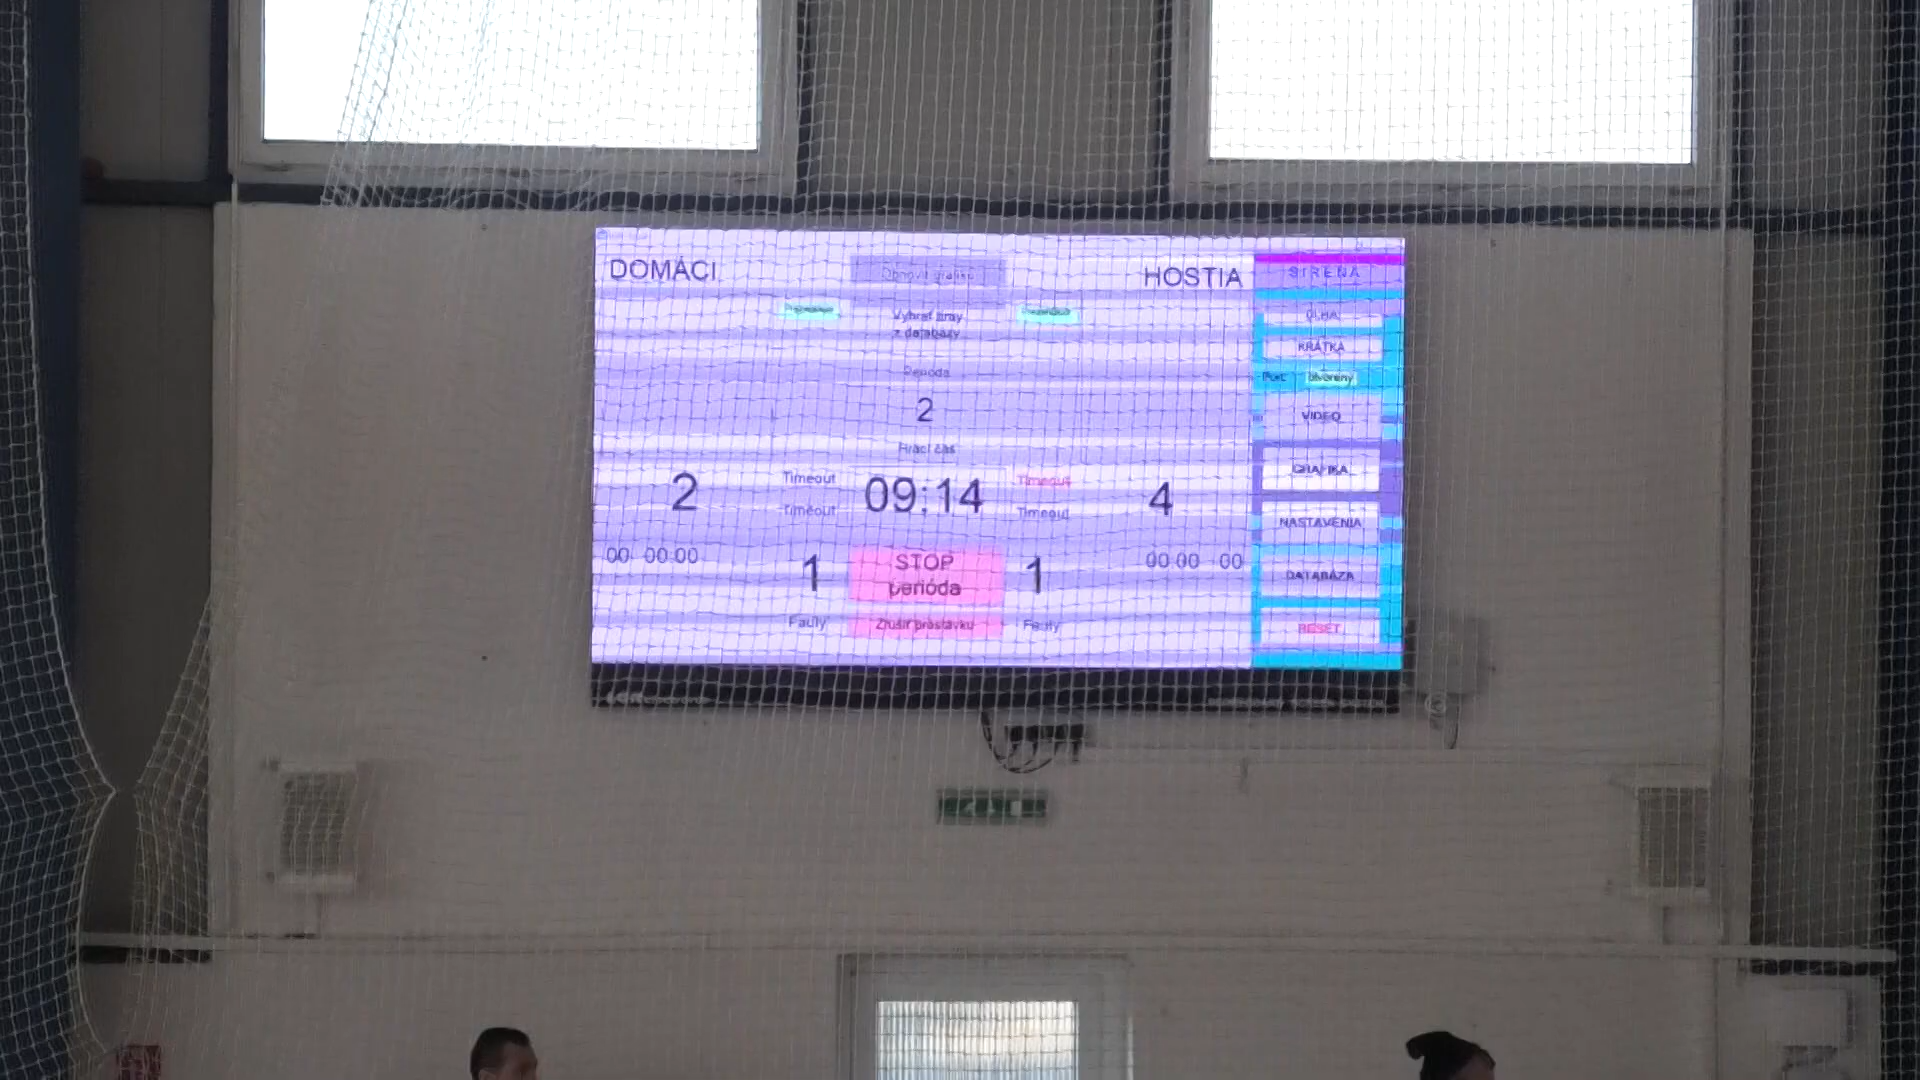 DOMÁCI
HOSTIA
SIRÉNA
Vybrať tímy
z databázy
KRÁTKA
Perióda
Port: otvorený
2
VIDEO
Hrací čas
GRAFIKA
2
Timeout
Timeout
09:14
Timeout
Timeout
4
NASTAVENIA
00 00:00
1
STOP
perióda
1
00:00 00
DATABÁZA
Fauly
Zrušiť prestávku
Fauly
RESET